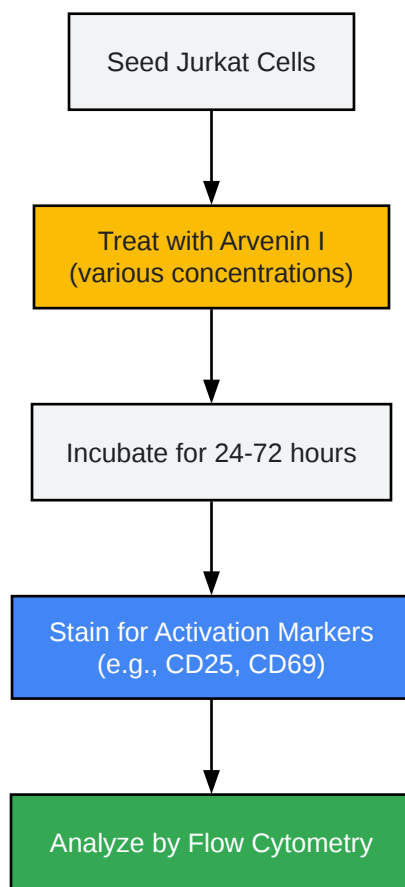 Seed Jurkat Cells
Treat with Arvenin I
(various concentrations)
Incubate for 24-72 hours
Stain for Activation Markers
(e.g., CD25, CD69)
Analyze by Flow Cytometry